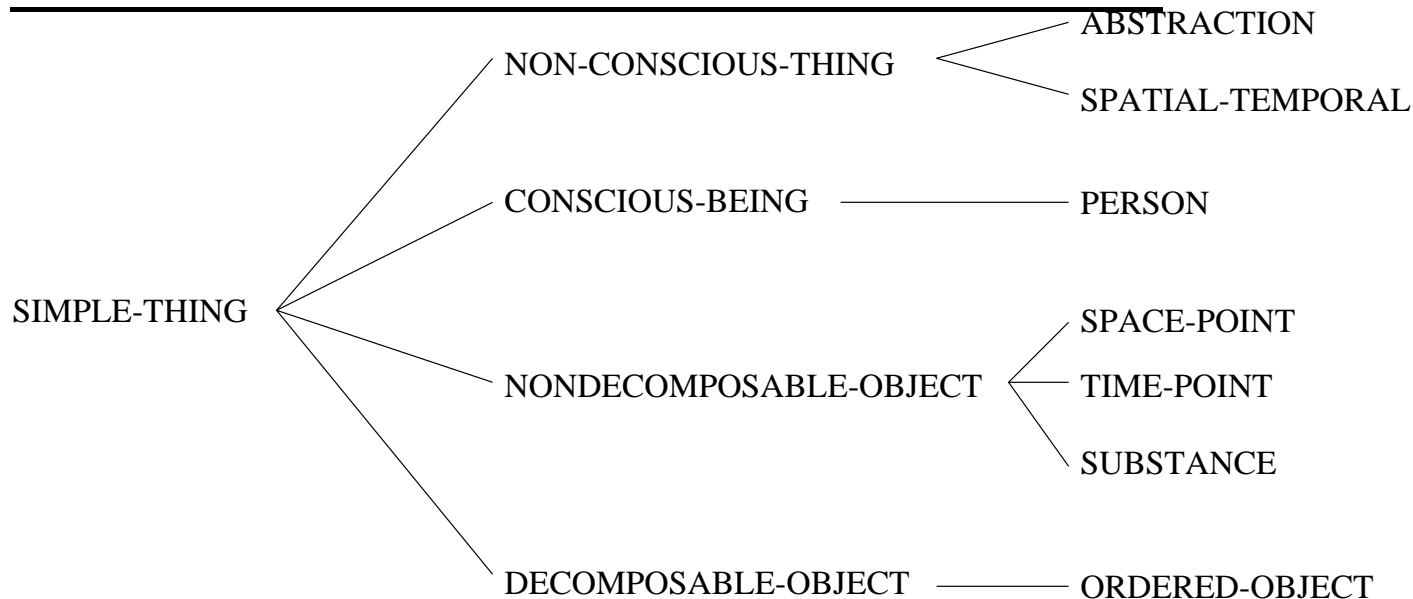 ABSTRACTION
NON-CONSCIOUS-THING
SPATIAL-TEMPORAL
CONSCIOUS-BEING
PERSON
SIMPLE-THING
SPACE-POINT
NONDECOMPOSABLE-OBJECT
TIME-POINT
SUBSTANCE
DECOMPOSABLE-OBJECT
ORDERED-OBJECT